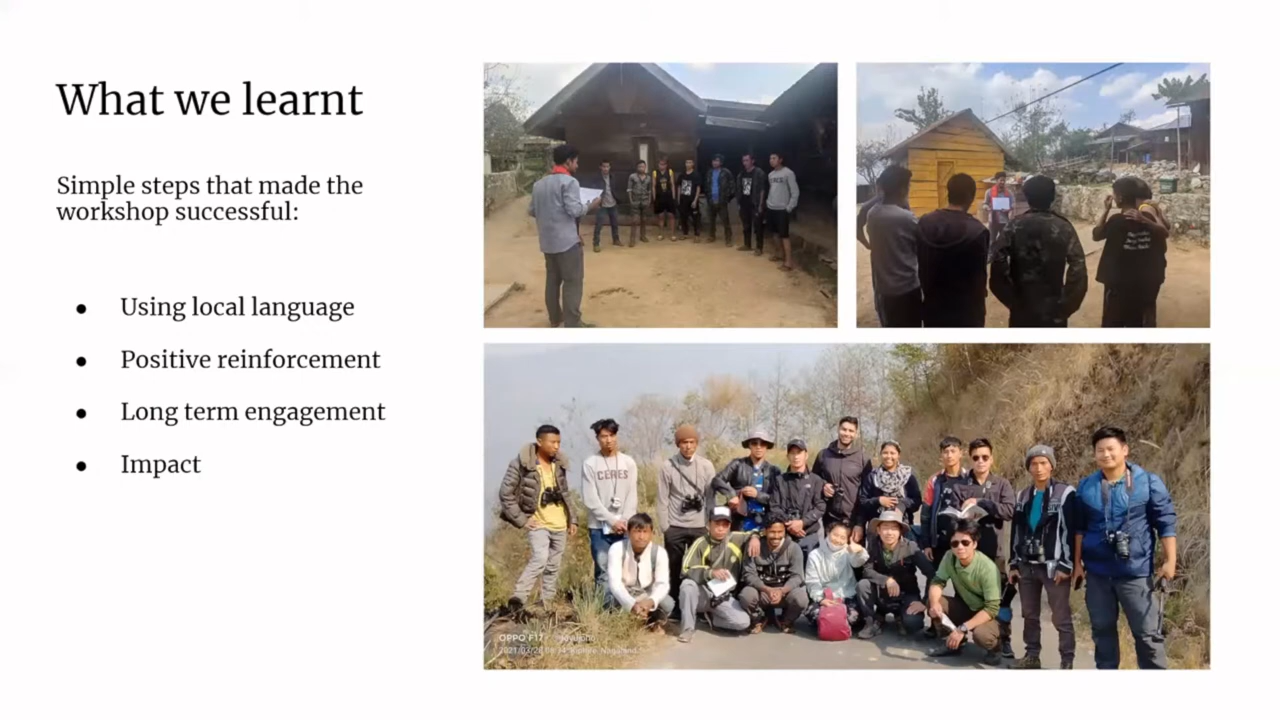 What we learnt
Simple steps that made the
workshop successful:
● Using local language
● Positive reinforcement
● Long term engagement
● Impact
CERES
OPPO F17
Nagaland